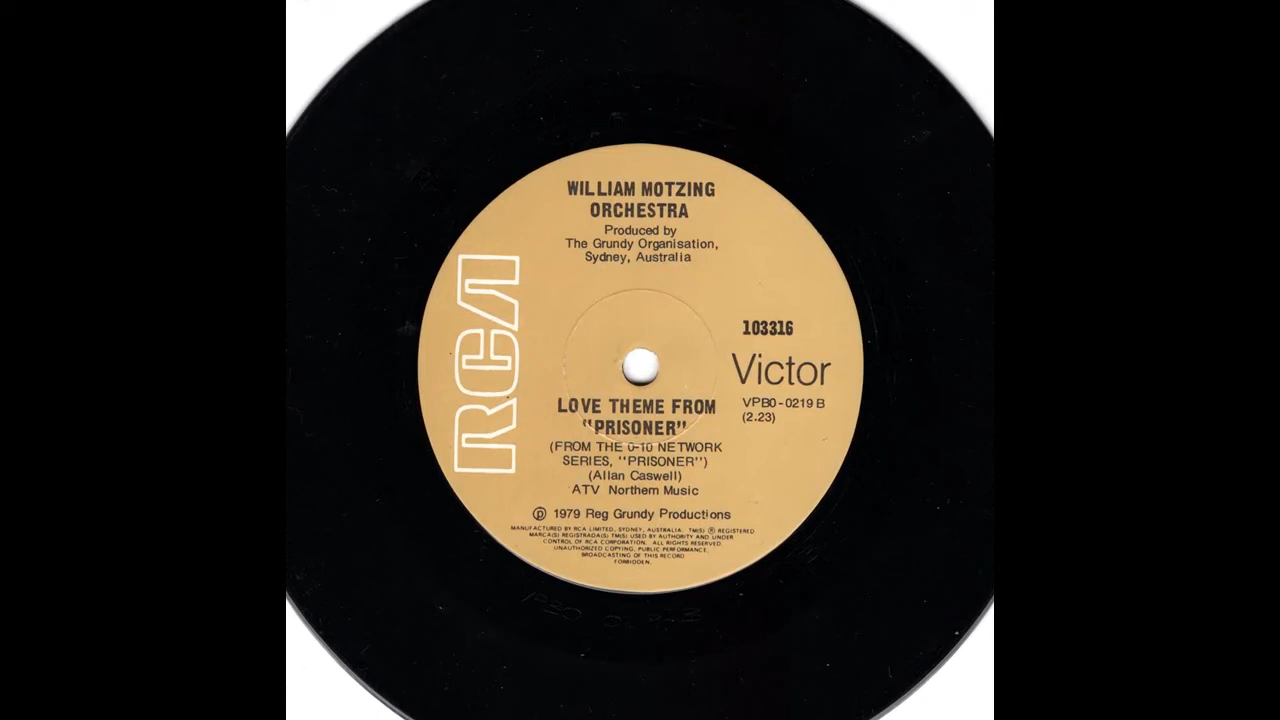 WILLIAM MOTZING
ORCHESTRA
Produced by
The Grundy Organisation,
Sydney, Australia
RCA
103316
Victor
VPBO-0219 B
(2.23)
LOVE THEME FROM
"PRISONER"
(FROM THE 0-10 NETWORK
SERIES, "PRISONER")
(Allan Caswell)
ATV Northern Music
℗ 1979 Reg Grundy Productions
MANUFACTURED BY RCA LIMITED, SYDNEY, AUSTRALIA. TM(S) ® REGISTERED
MARCA(S) REGISTRADA(S) TM(S) USED BY AUTHORITY AND UNDER
CONTROL OF RCA CORPORATION. ALL RIGHTS RESERVED.
UNAUTHORIZED COPYING, PUBLIC PERFORMANCE,
BROADCASTING OF THIS RECORD
FORBIDDEN.